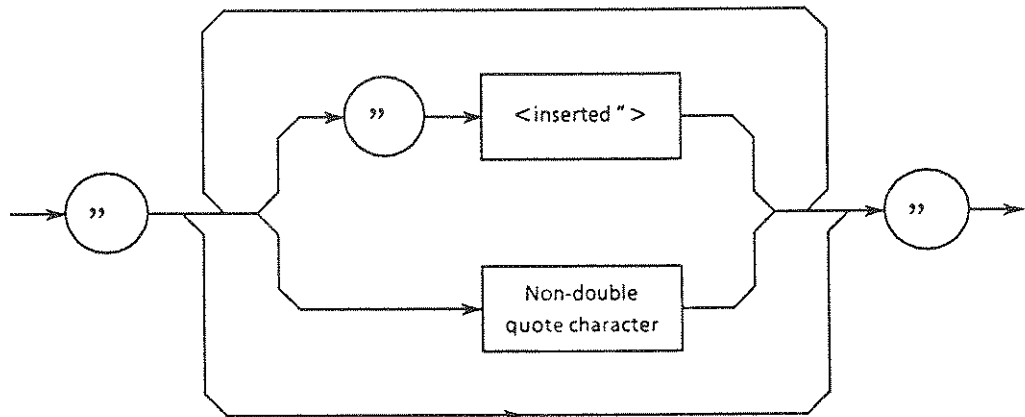 ”
<inserted “>
”
”
Non-double
quote character